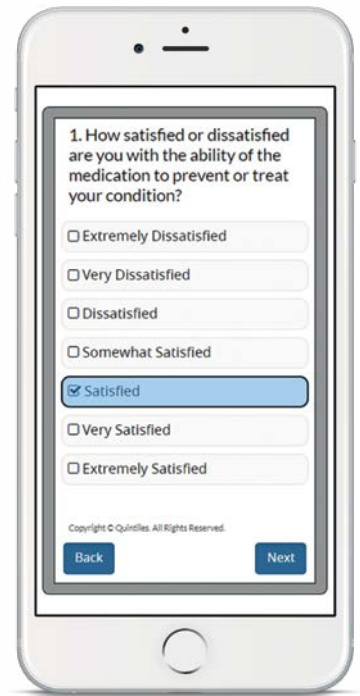 1. How satisfied or dissatisfied
are you with the ability of the
medication to prevent or treat
your condition?
Extremely Dissatisfied
Very Dissatisfied
Dissatisfied
Somewhat Satisfied
Satisfied
Very Satisfied
Extremely Satisfied
Copyright © Quintiles. All Rights Reserved.
Back Next